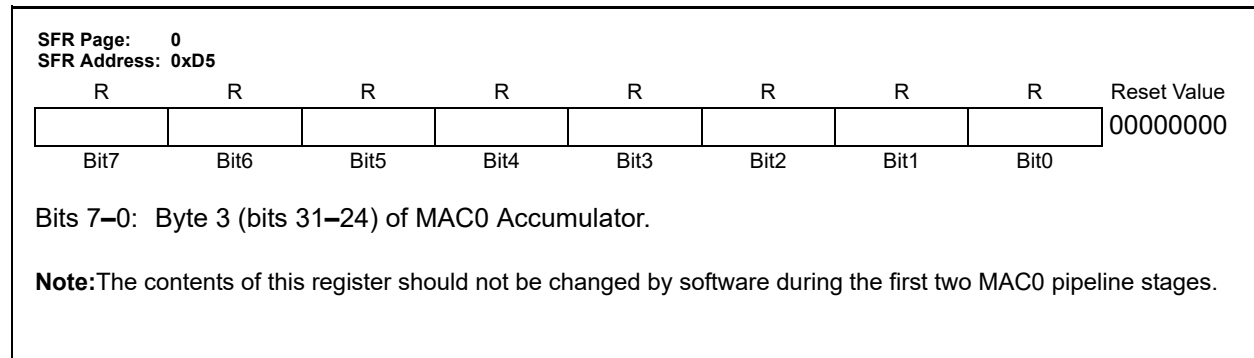 SFR Page: 0
SFR Address: 0xD5
R R R R R R R R Reset Value
00000000
Bit7 Bit6 Bit5 Bit4 Bit3 Bit2 Bit1 Bit0
Bits 7–0: Byte 3 (bits 31–24) of MAC0 Accumulator.
Note:The contents of this register should not be changed by software during the first two MAC0 pipeline stages.